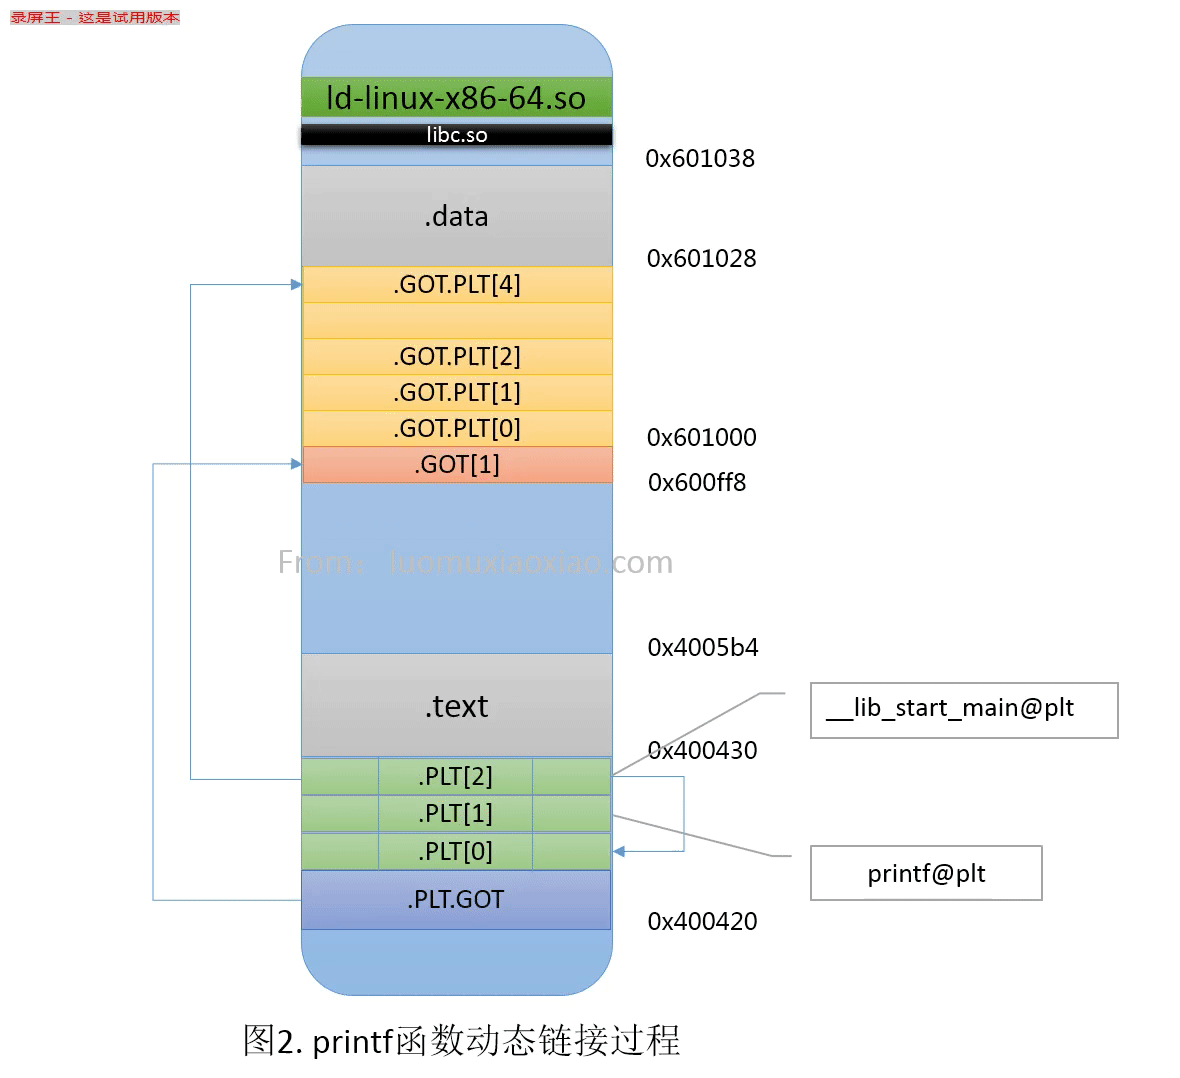 录屏王 - 这是试用版本
ld-linux-x86-64.so
libc.so
0x601038
.data
0x601028
.GOT.PLT[4]
.GOT.PLT[2]
.GOT.PLT[1]
.GOT.PLT[0]
0x601000
.GOT[1]
0x600ff8
From: luomuxiaoxiao.com
0x4005b4
.text
__lib_start_main@plt
0x400430
.PLT[2]
.PLT[1]
.PLT[0]
printf@plt
.PLT.GOT
0x400420
图2. printf函数动态链接过程